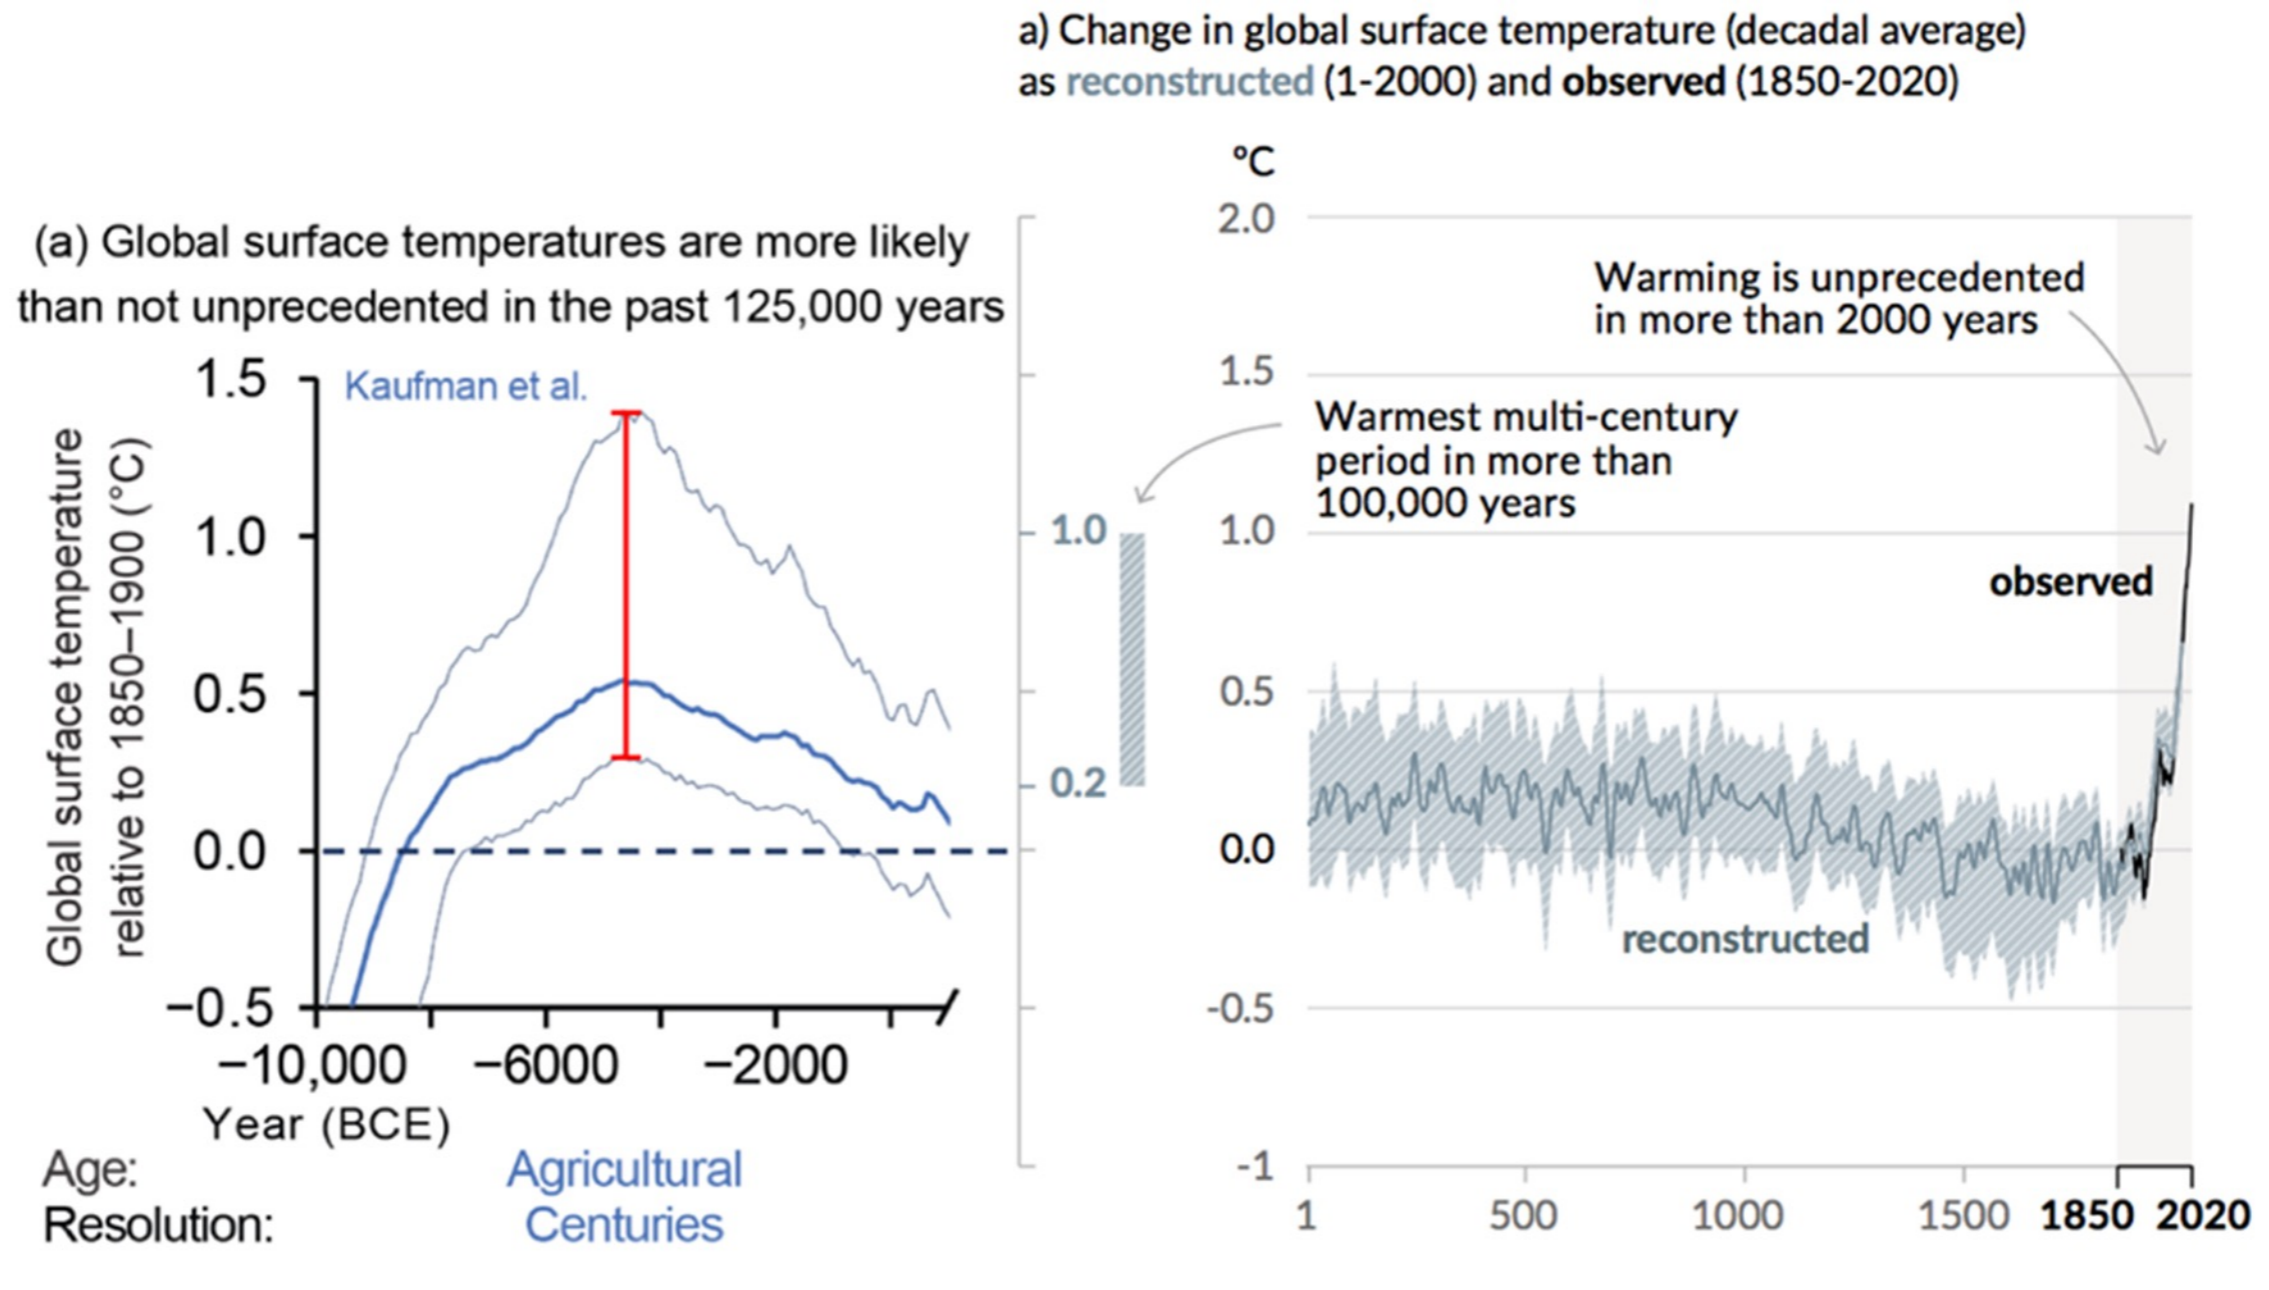 a) Change in global surface temperature (decadal average)
as reconstructed (1-2000) and observed (1850-2020)
(a) Global surface temperatures are more likely
than not unprecedented in the past 125,000 years
Kaufman et al.
Global surface temperature
relative to 1850–1900 (°C)
1.5
1.0
0.5
0.0
−0.5
−10,000 −6000 −2000
Year (BCE)
Age: Agricultural
Resolution: Centuries
1.0
0.2
°C
2.0
1.5
1.0
0.5
0.0
-0.5
-1
Warming is unprecedented
in more than 2000 years
Warmest multi-century
period in more than
100,000 years
observed
reconstructed
1 500 1000 1500 1850 2020